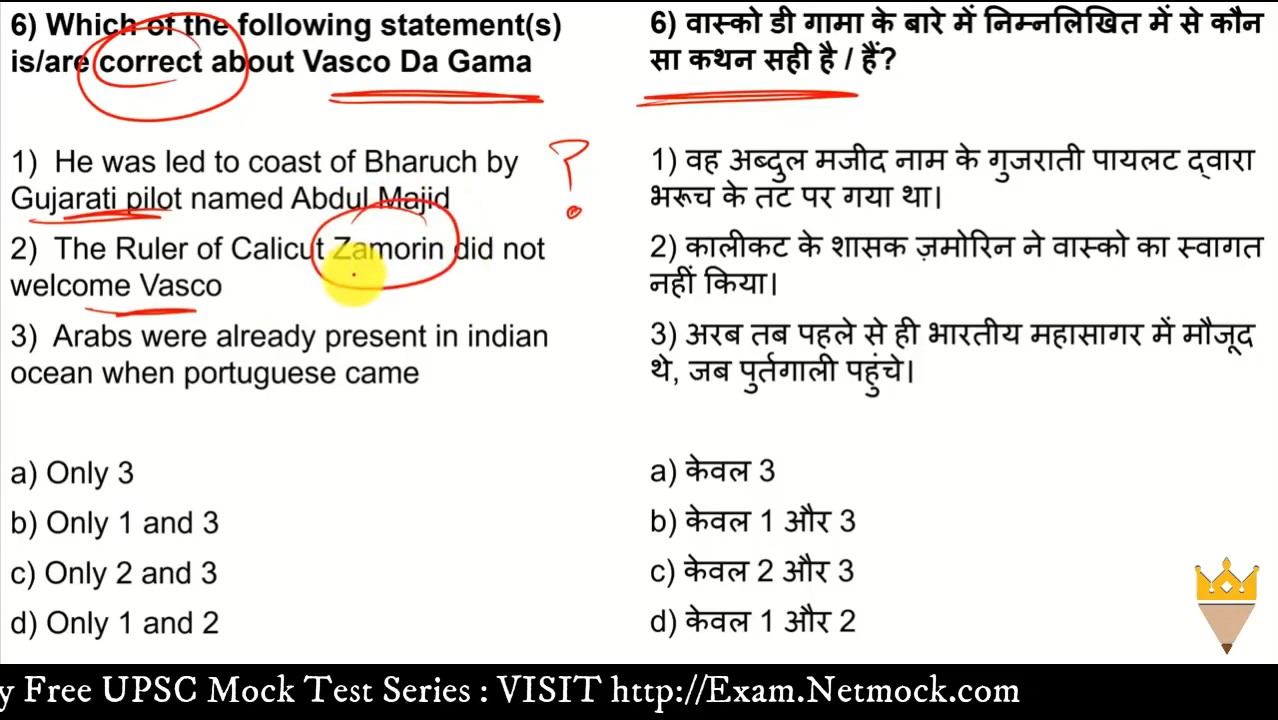 6) Which of the following statement(s)
is/are correct about Vasco Da Gama
1) He was led to coast of Bharuch by
Gujarati pilot named Abdul Majid
2) The Ruler of Calicut Zamorin did not
welcome Vasco
3) Arabs were already present in indian
ocean when portuguese came
a) Only 3
b) Only 1 and 3
c) Only 2 and 3
d) Only 1 and 2
6) वास्को डी गामा के बारे में निम्नलिखित में से कौन
सा कथन सही है / हैं?
1) वह अब्दुल मजीद नाम के गुजराती पायलट द्वारा
भरूच के तट पर गया था।
2) कालीकट के शासक ज़मोरिन ने वास्को का स्वागत
नहीं किया।
3) अरब तब पहले से ही भारतीय महासागर में मौजूद
थे, जब पुर्तगाली पहुंचे।
a) केवल 3
b) केवल 1 और 3
c) केवल 2 और 3
d) केवल 1 और 2
?
y Free UPSC Mock Test Series : VISIT http://Exam.Netmock.com